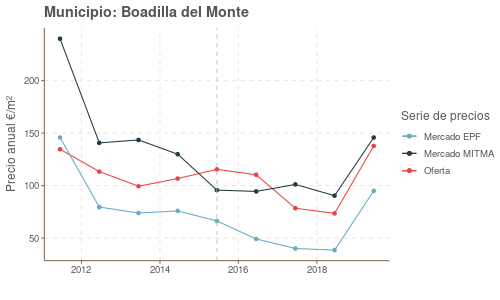 Municipio: Boadilla del Monte
Precio anual €/m²
200
150
100
50
2012
2014
2016
2018
Serie de precios
Mercado EPF
Mercado MITMA
Oferta